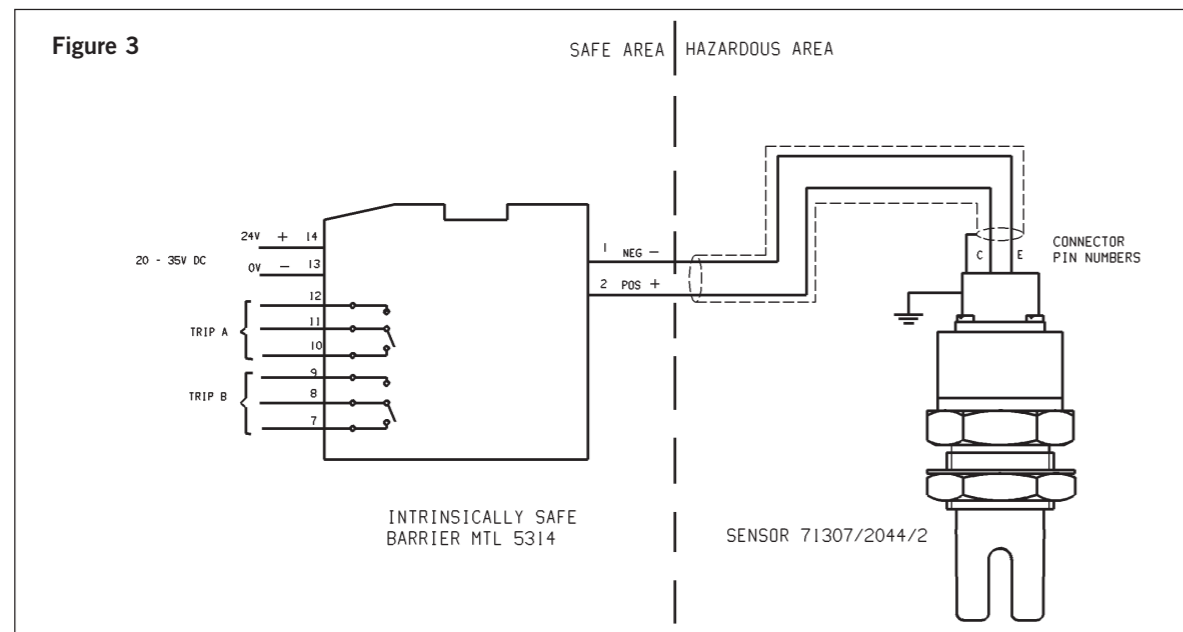 Figure 3
SAFE AREA HAZARDOUS AREA
24V + 14
20 - 35V DC
0V - 13
12
TRIP A 11
10
9
TRIP B 8
7
1 NEG -
2 POS +
C E
CONNECTOR
PIN NUMBERS
INTRINSICALLY SAFE
BARRIER MTL 5314
SENSOR 71307/2044/2